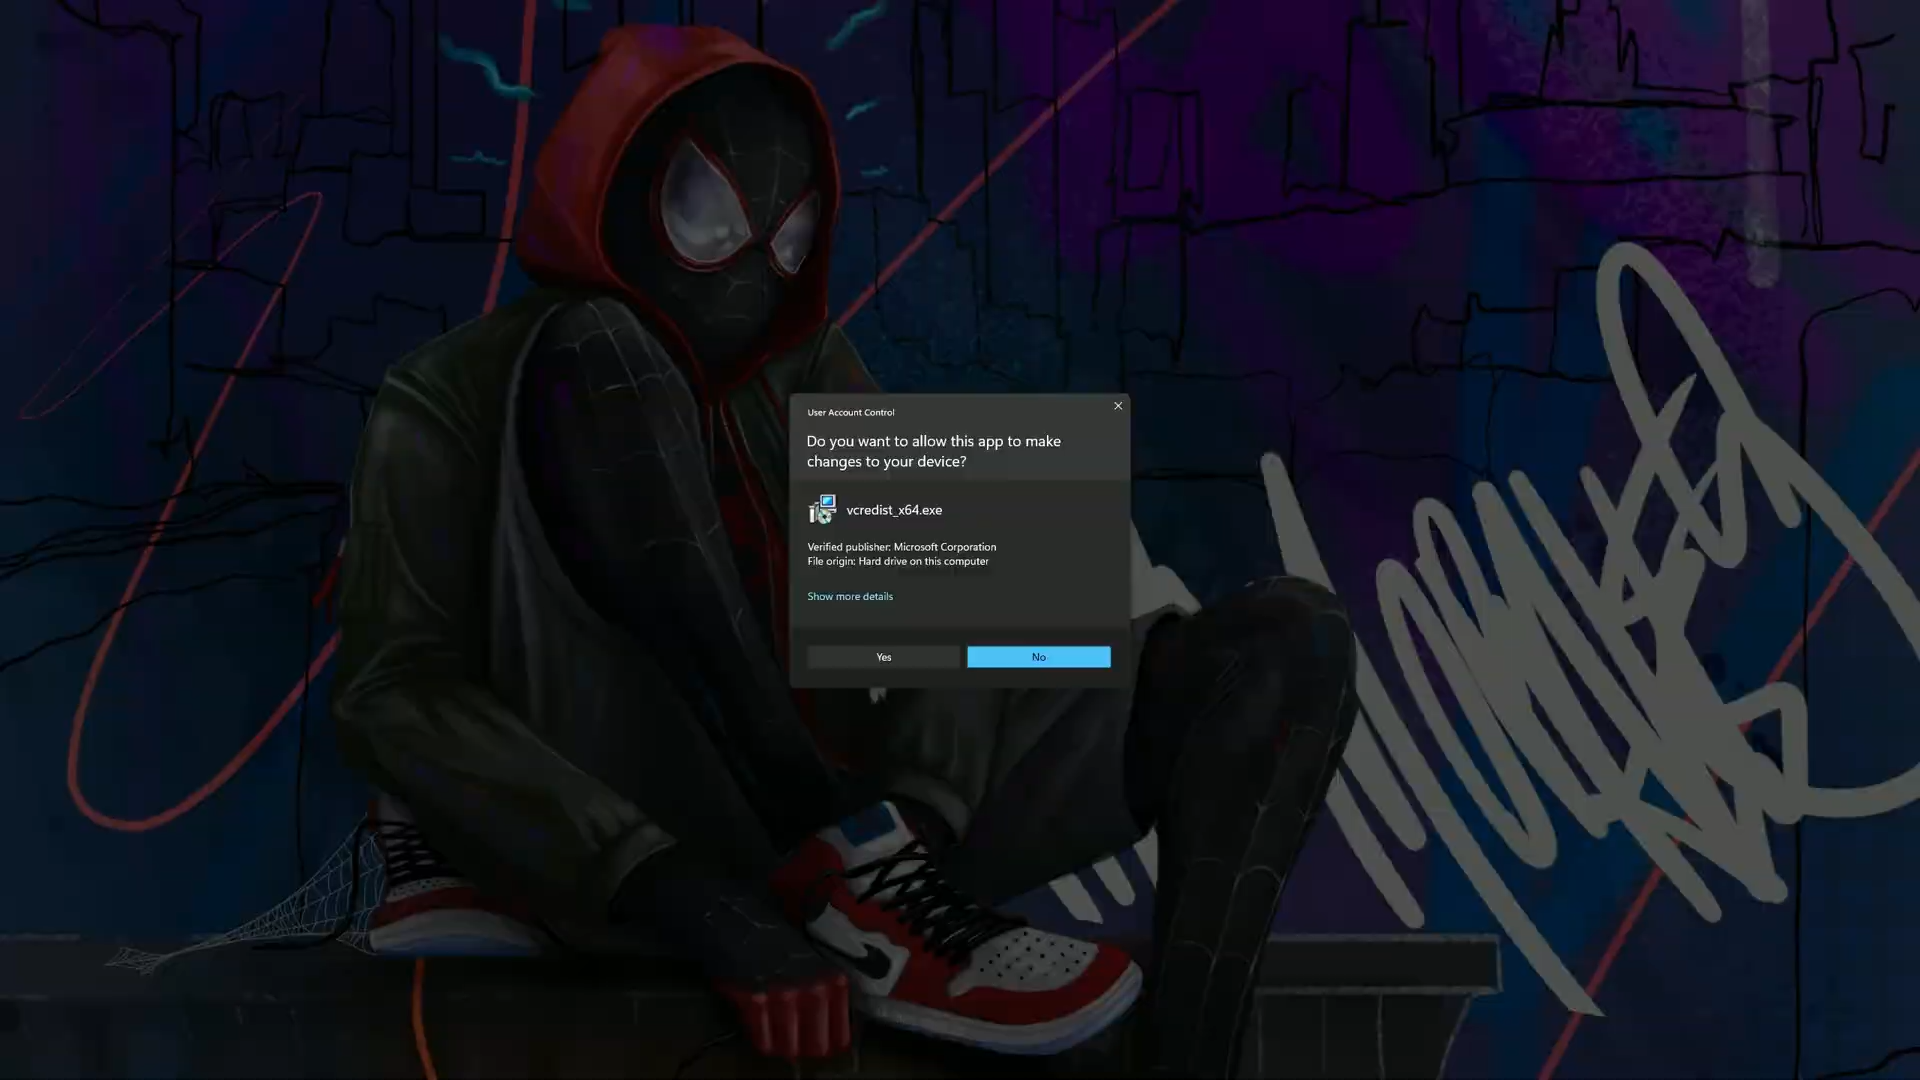 User Account Control
Do you want to allow this app to make
changes to your device?
vcredist_x64.exe
Verified publisher: Microsoft Corporation
File origin: Hard drive on this computer
Show more details
Yes
No